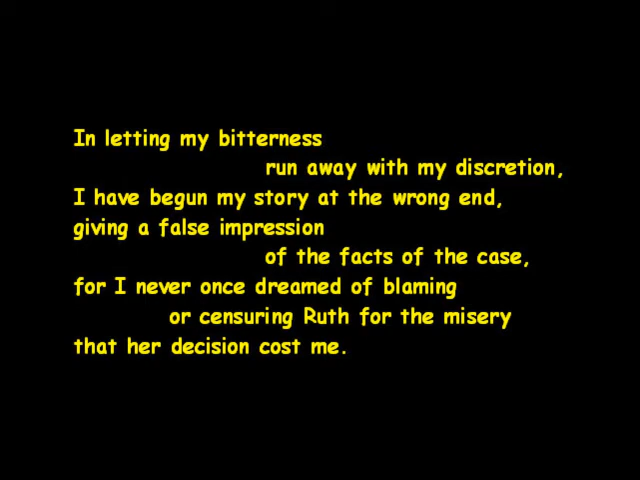 In letting my bitterness
run away with my discretion,
I have begun my story at the wrong end,
giving a false impression
of the facts of the case,
for I never once dreamed of blaming
or censuring Ruth for the misery
that her decision cost me.